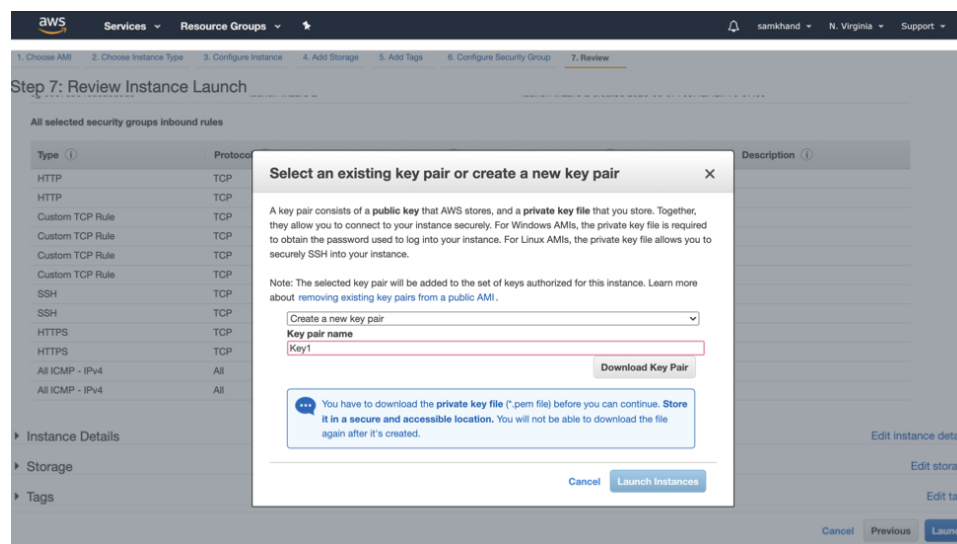 aws Services Resource Groups samkhand N. Virginia Support
1. Choose AMI 2. Choose Instance Type 3. Configure Instance 4. Add Storage 5. Add Tags 6. Configure Security Group 7. Review
Step 7: Review Instance Launch
All selected security groups inbound rules
Type Protocol Description
HTTP TCP
HTTP TCP
Custom TCP Rule TCP
Custom TCP Rule TCP
Custom TCP Rule TCP
Custom TCP Rule TCP
SSH TCP
SSH TCP
HTTPS TCP
HTTPS TCP
All ICMP - IPv4 All
All ICMP - IPv4 All
Select an existing key pair or create a new key pair
A key pair consists of a public key that AWS stores, and a private key file that you store. Together,
they allow you to connect to your instance securely. For Windows AMIs, the private key file is required
to obtain the password used to log into your instance. For Linux AMIs, the private key file allows you to
securely SSH into your instance.
Note: The selected key pair will be added to the set of keys authorized for this instance. Learn more
about removing existing key pairs from a public AMI.
Create a new key pair
Key pair name
Key1
Download Key Pair
You have to download the private key file (*.pem file) before you can continue. Store
it in a secure and accessible location. You will not be able to download the file
again after it's created.
Cancel Launch Instances
Instance Details Edit instance deta
Storage Edit stora
Tags Edit ta
Cancel Previous Laun